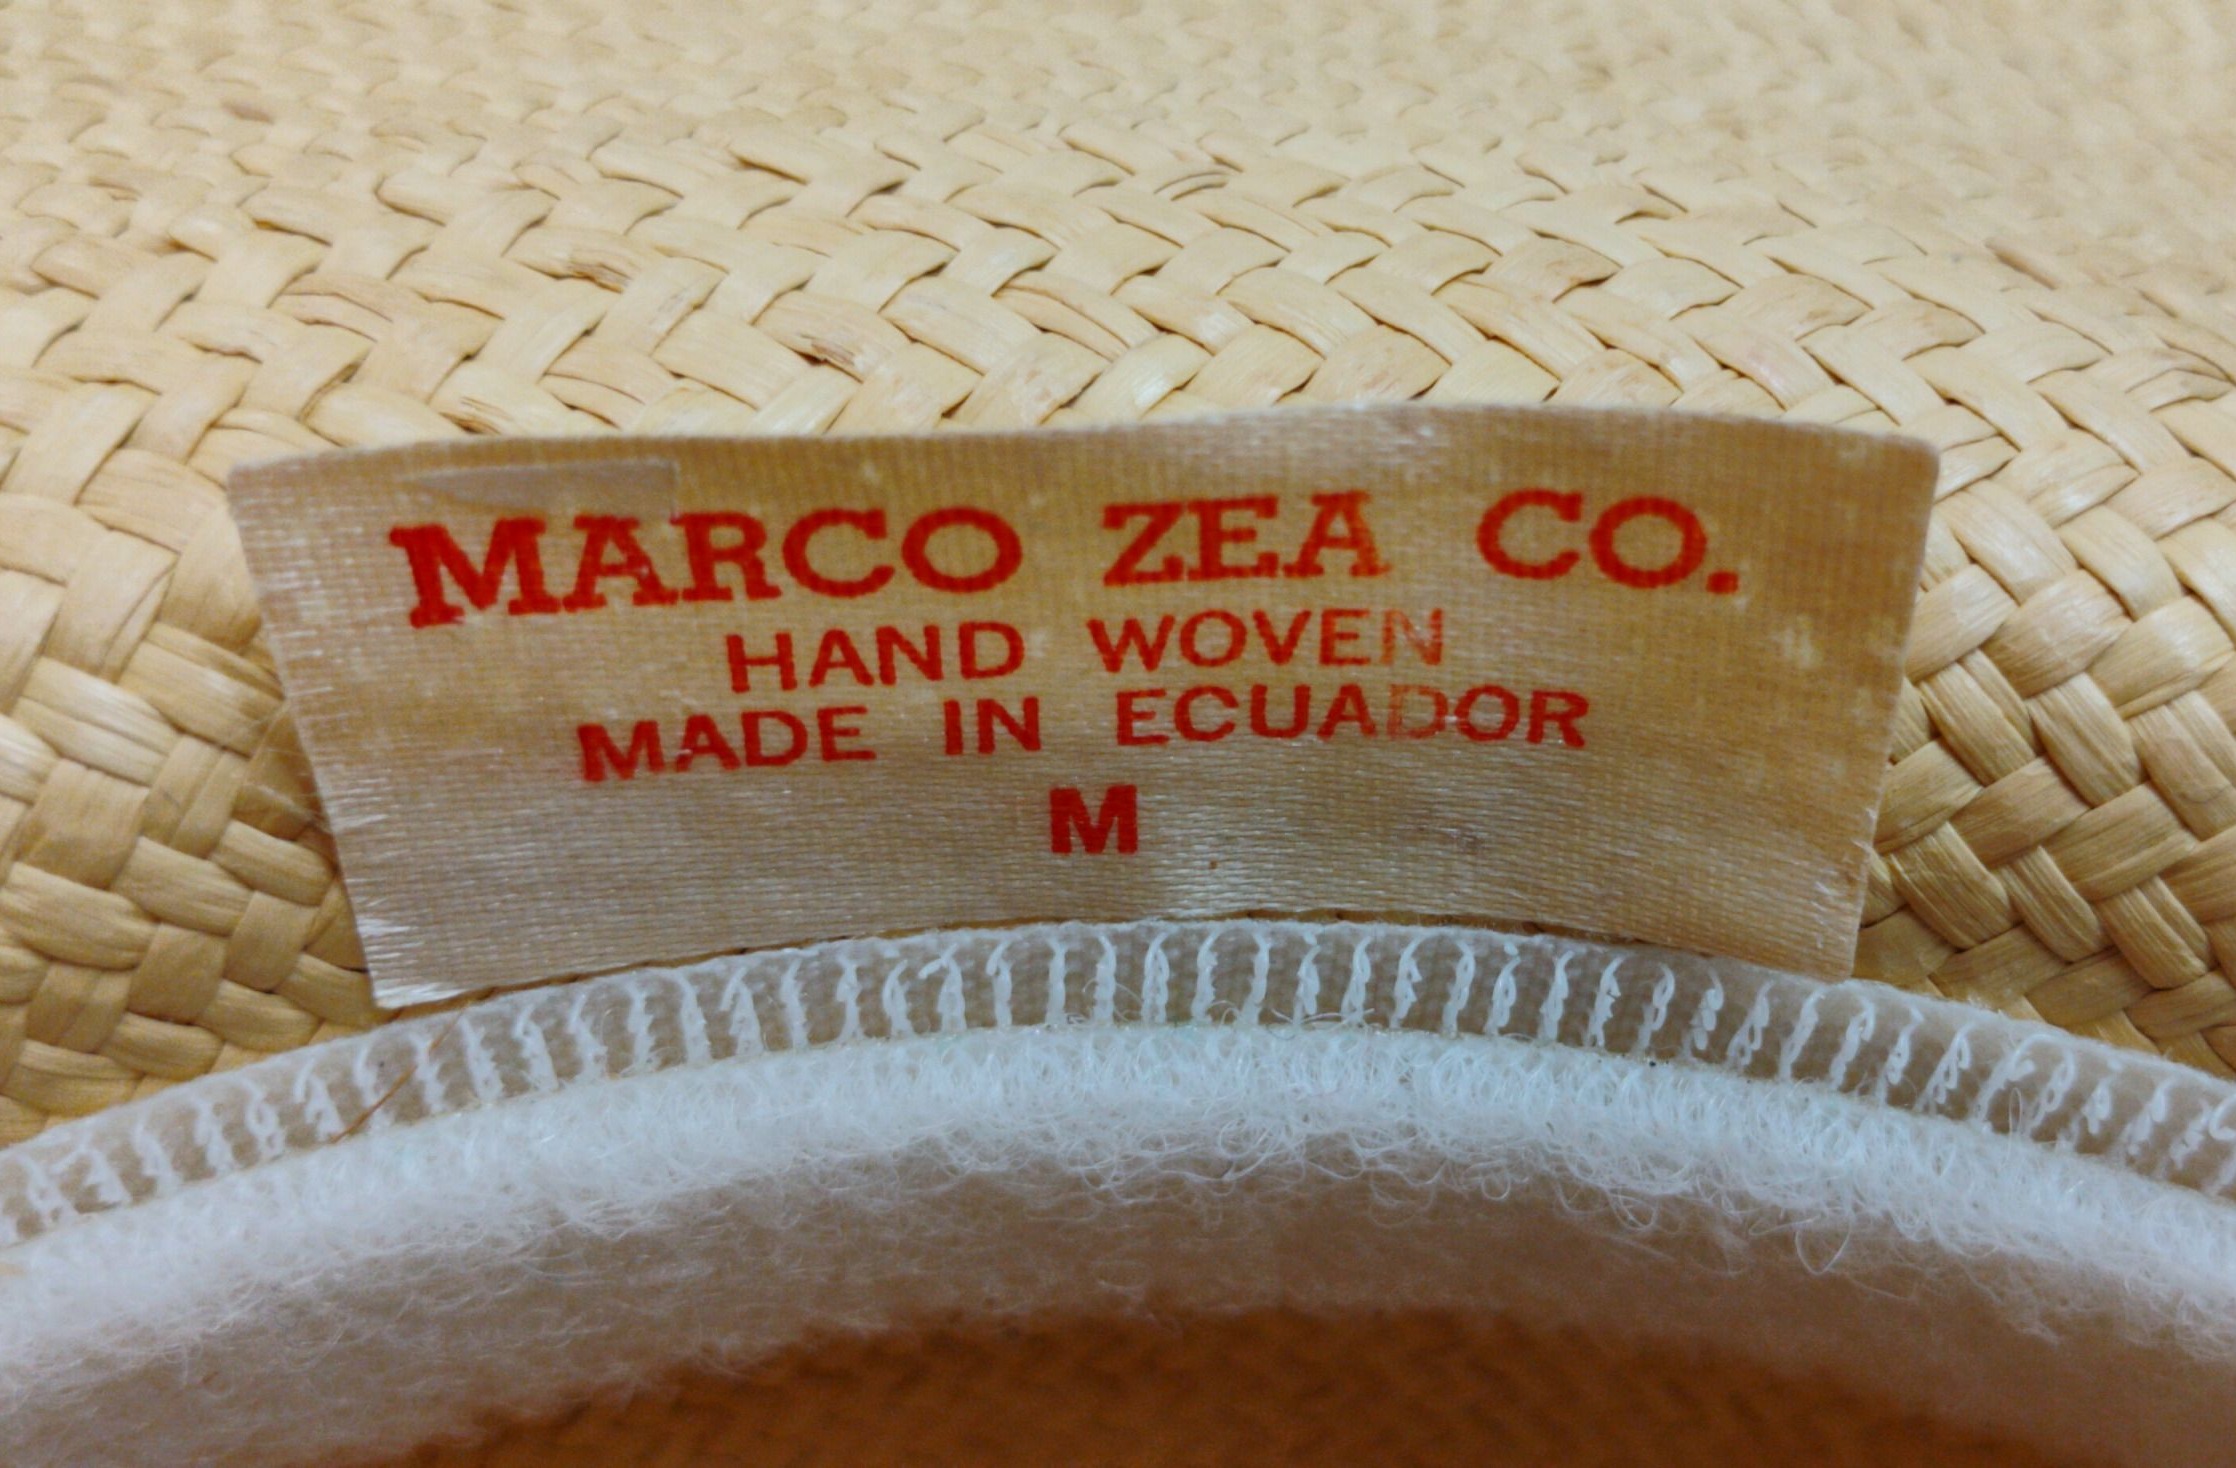 MARCO ZEA CO.
HAND WOVEN
MADE IN ECUADOR
M